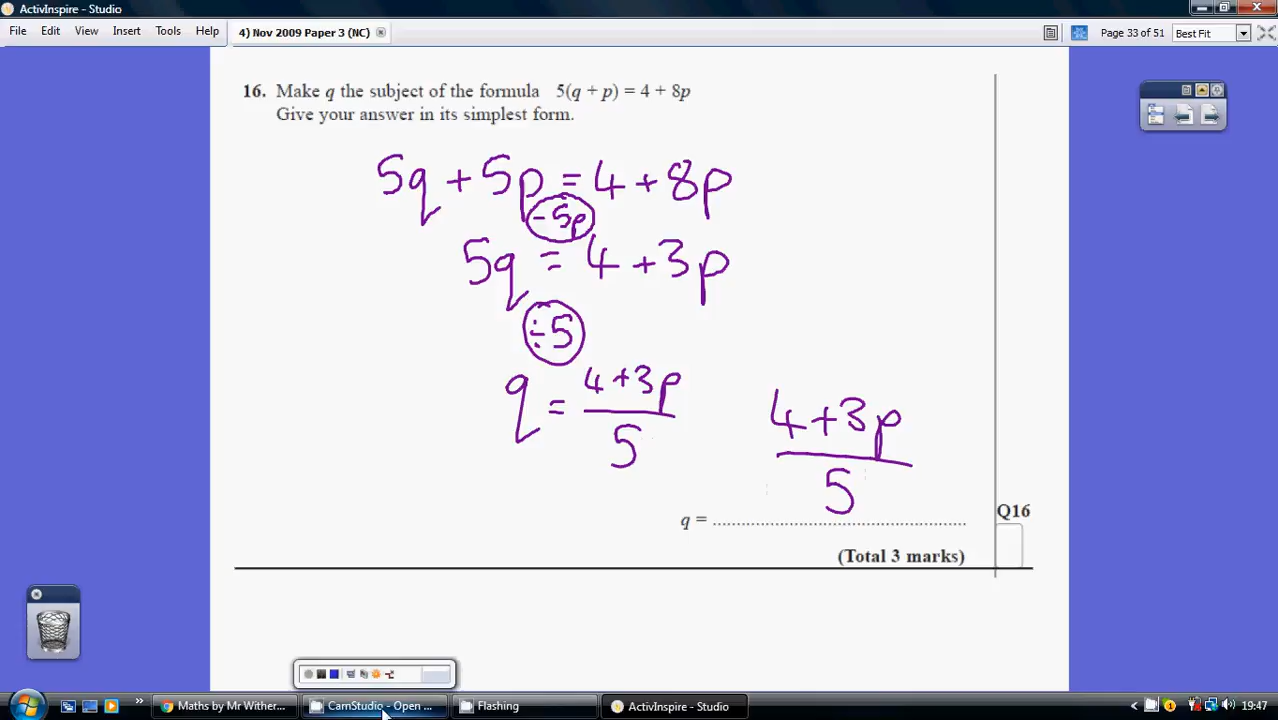 ActivInspire - Studio
File Edit View Insert Tools Help
4) Nov 2009 Paper 3 (NC)
Page 33 of 51
Best Fit
16. Make q the subject of the formula 5(q + p) = 4 + 8p
Give your answer in its simplest form.
5q + 5p = 4 + 8p
-5p
5q = 4 + 3p
÷5
q = 4 + 3p
5
4 + 3p
5
q = ..............................
Q16
(Total 3 marks)
Maths by Mr Wither...
CamStudio - Open ...
Flashing
ActivInspire - Studio
19:47